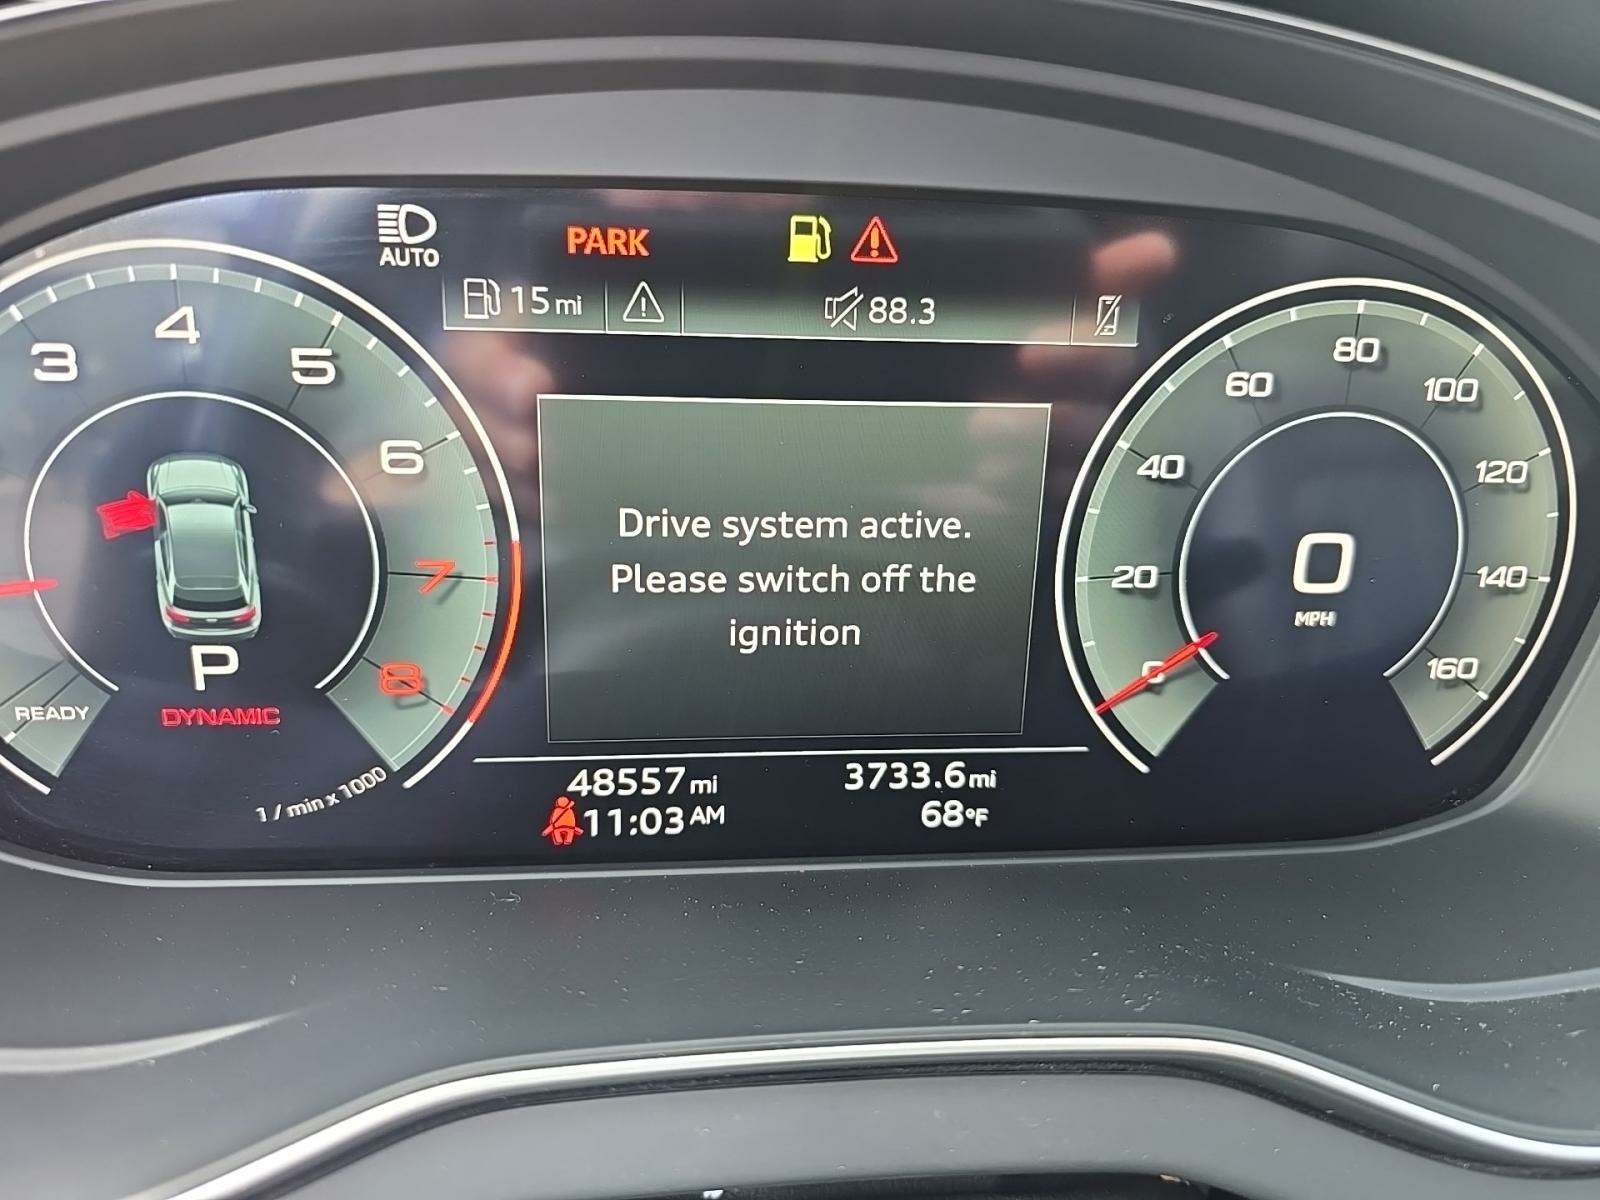 AUTO
PARK
15 mi
88.3
3
4
5
6
7
8
P
DYNAMIC
READY
1 / min x 1000
Drive system active.
Please switch off the
ignition
48557 mi
3733.6 mi
11:03 AM
68°F
0
20
40
60
80
100
120
140
160
0
MPH